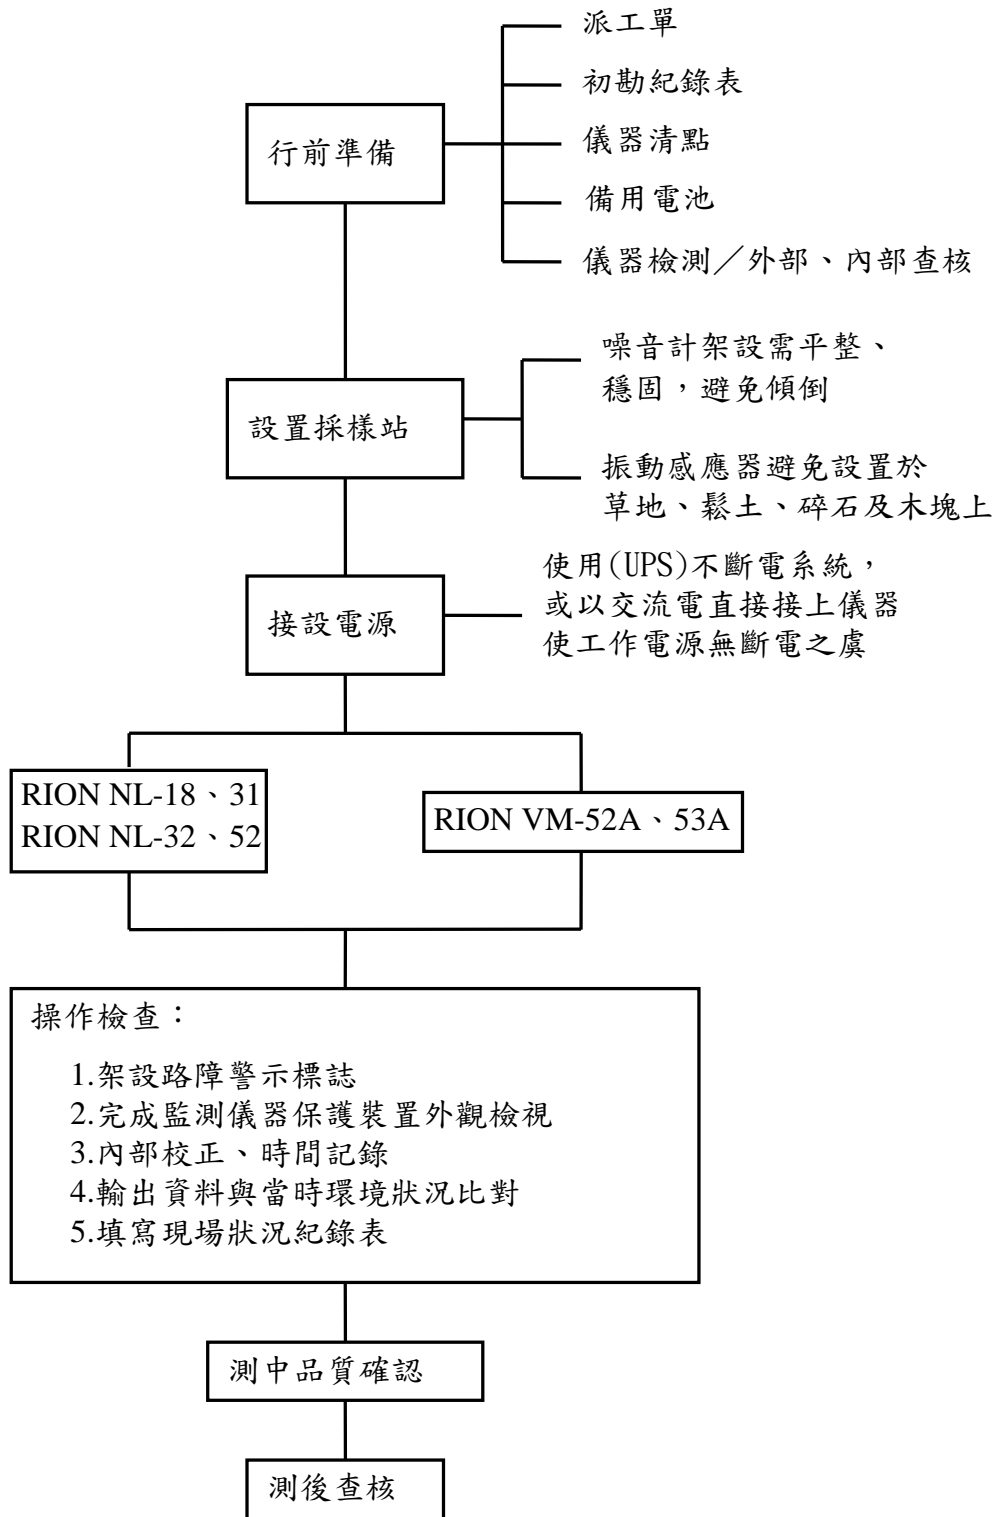 派工單
初勘紀錄表
行前準備
儀器清點
備用電池
儀器檢測／外部、內部查核
噪音計架設需平整、
穩固，避免傾倒
設置採樣站
振動感應器避免設置於
草地、鬆土、碎石及木塊上
使用(UPS)不斷電系統，
或以交流電直接接上儀器
使工作電源無斷電之虞
接設電源
RION NL-18、31
RION NL-32、52
RION VM-52A、53A
操作檢查：
1.架設路障警示標誌
2.完成監測儀器保護裝置外觀檢視
3.內部校正、時間記錄
4.輸出資料與當時環境狀況比對
5.填寫現場狀況紀錄表
測中品質確認
測後查核